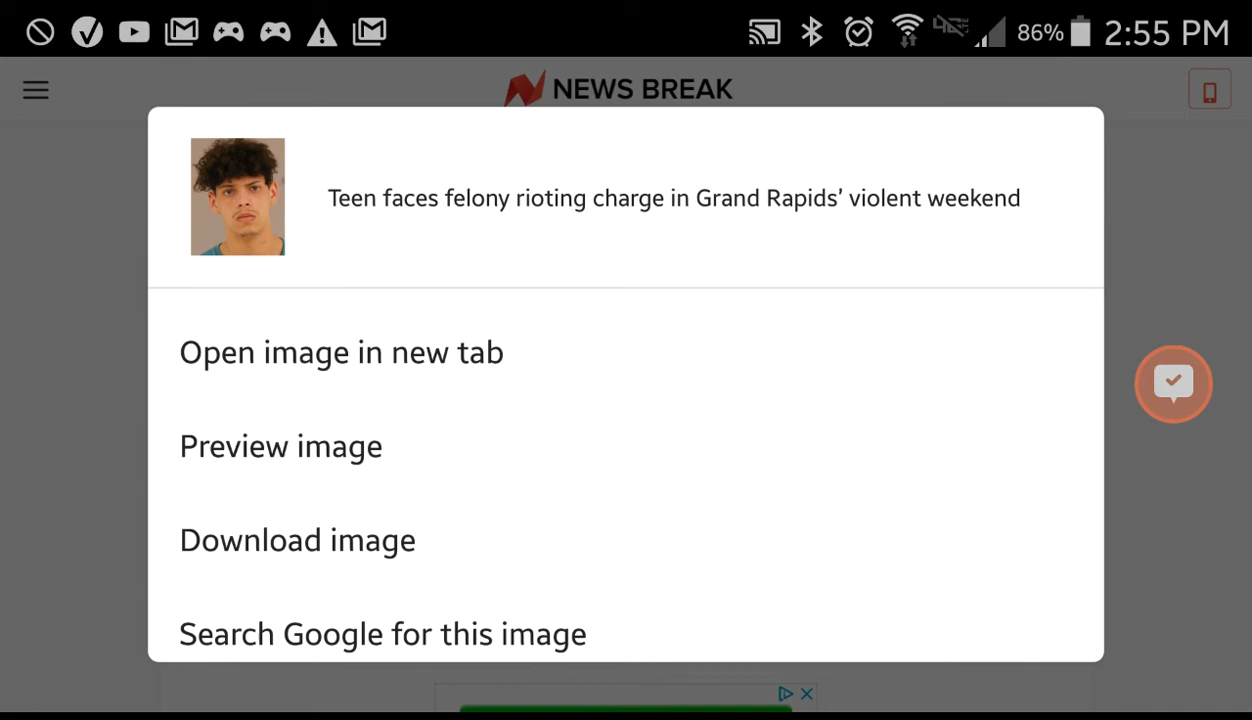 86% 2:55 PM
NEWS BREAK
Teen faces felony rioting charge in Grand Rapids’ violent weekend
Open image in new tab
Preview image
Download image
Search Google for this image